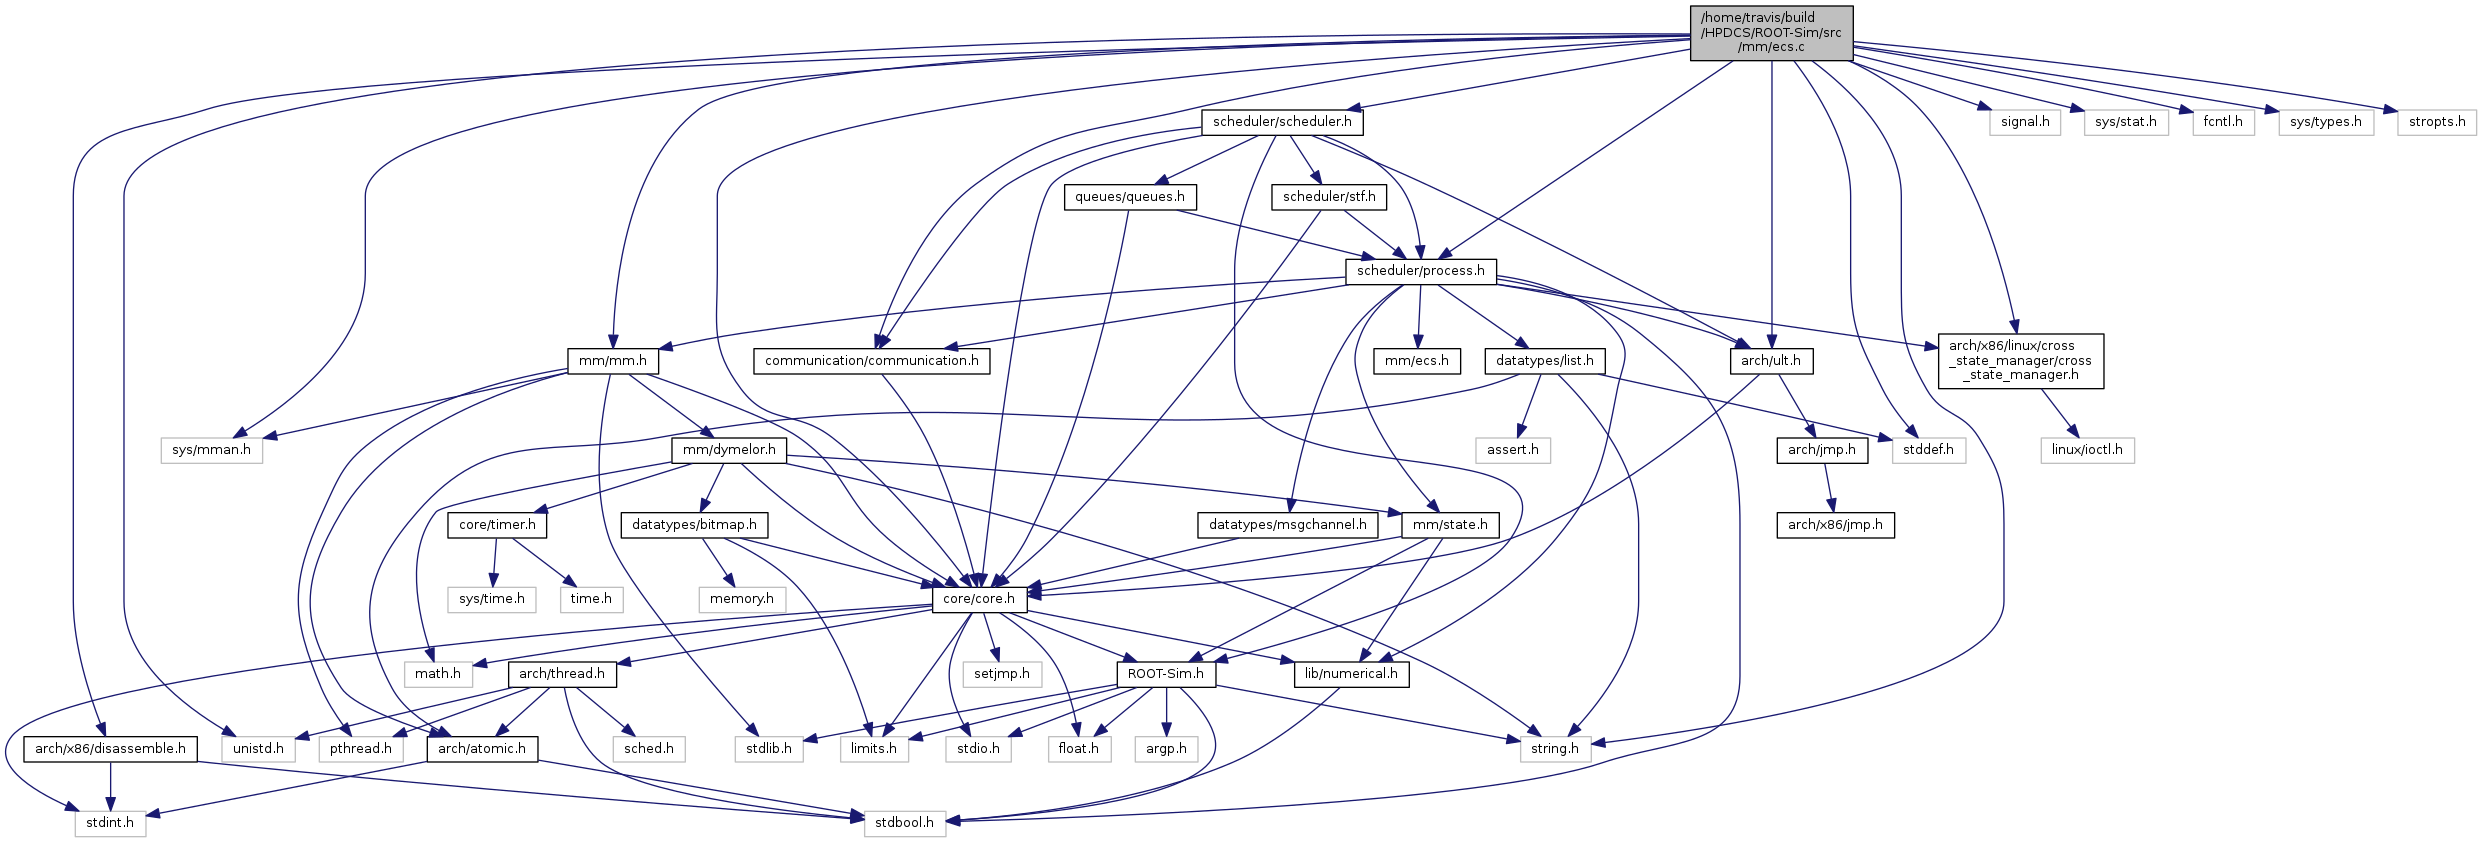 /home/travis/build
/HPDCS/ROOT-Sim/src
/mm/ecs.c
scheduler/scheduler.h
signal.h
sys/stat.h
fcntl.h
sys/types.h
stropts.h
queues/queues.h
scheduler/stf.h
scheduler/process.h
mm/mm.h
communication/communication.h
mm/ecs.h
datatypes/list.h
arch/ult.h
arch/x86/linux/cross
_state_manager/cross
_state_manager.h
sys/mman.h
mm/dymelor.h
assert.h
arch/jmp.h
stddef.h
linux/ioctl.h
core/timer.h
datatypes/bitmap.h
datatypes/msgchannel.h
mm/state.h
arch/x86/jmp.h
sys/time.h
time.h
memory.h
core/core.h
math.h
arch/thread.h
setjmp.h
ROOT-Sim.h
lib/numerical.h
arch/x86/disassemble.h
unistd.h
pthread.h
arch/atomic.h
sched.h
stdlib.h
limits.h
stdio.h
float.h
argp.h
string.h
stdint.h
stdbool.h